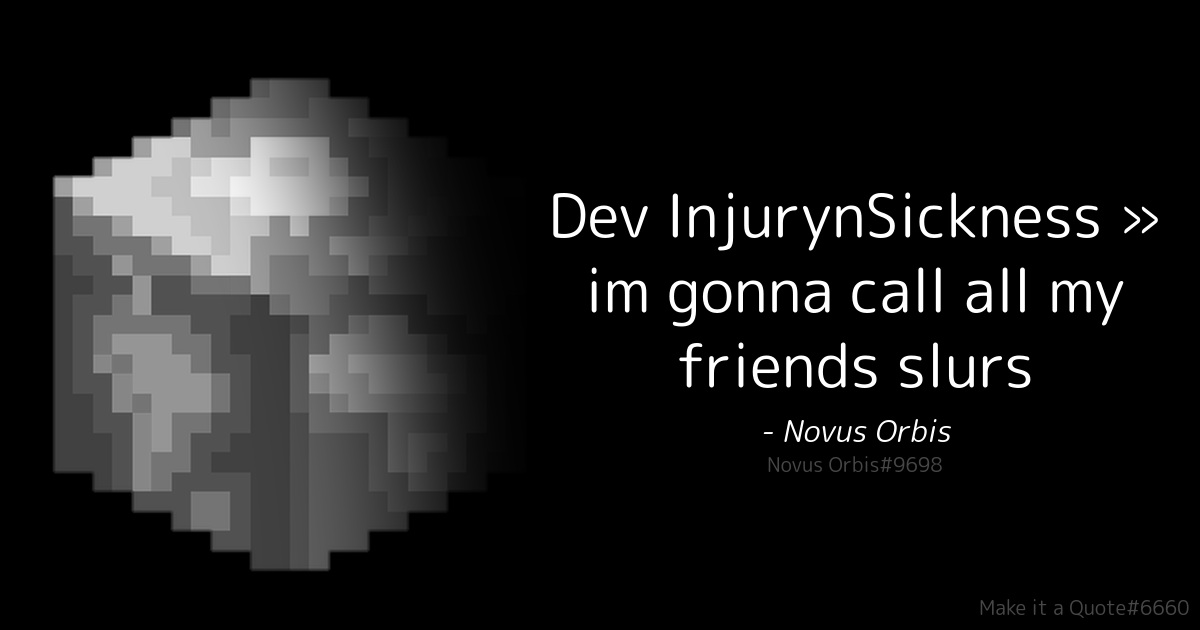 Dev InjurynSickness »
im gonna call all my
friends slurs
- Novus Orbis
Novus Orbis#9698
Make it a Quote#6660